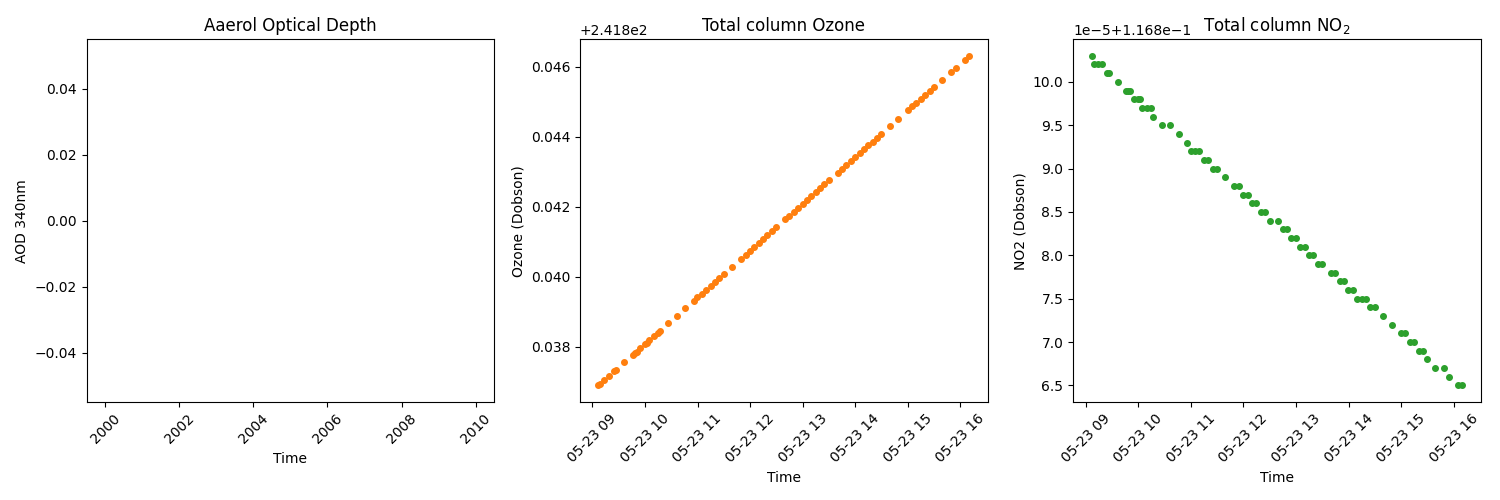 Aaerol Optical Depth
AOD 340nm
0.04
0.02
0.00
−0.02
−0.04
2000 2002 2004 2006 2008 2010
Time
Total column Ozone
+2.418e2
Ozone (Dobson)
0.046
0.044
0.042
0.040
0.038
05-23 09 05-23 10 05-23 11 05-23 12 05-23 13 05-23 14 05-23 15 05-23 16
Time
Total column NO₂
1e−5+1.168e−1
NO2 (Dobson)
10.0
9.5
9.0
8.5
8.0
7.5
7.0
6.5
05-23 09 05-23 10 05-23 11 05-23 12 05-23 13 05-23 14 05-23 15 05-23 16
Time